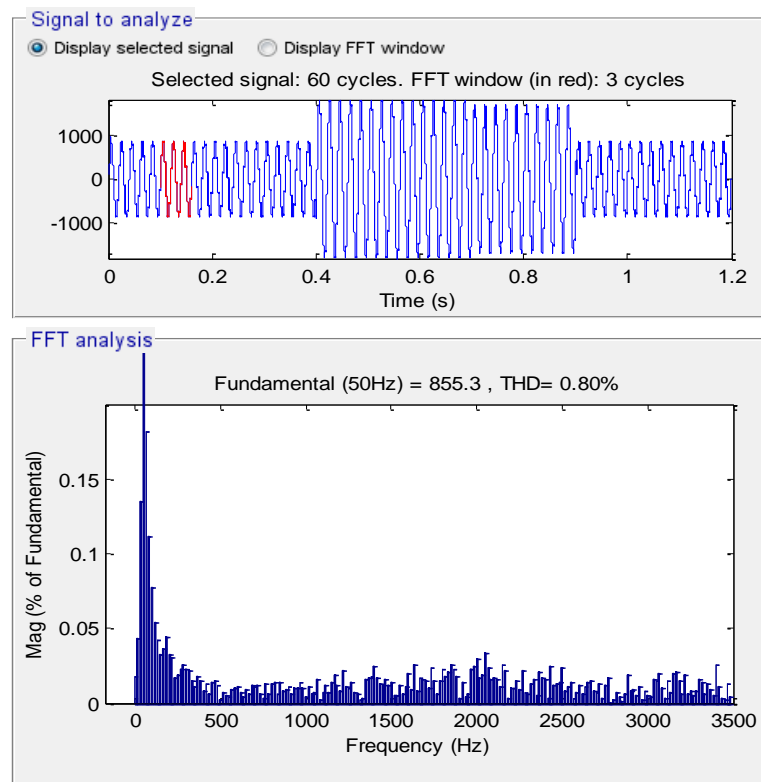 Signal to analyze
Display selected signal Display FFT window
Selected signal: 60 cycles. FFT window (in red): 3 cycles
1000
0
-1000
0 0.2 0.4 0.6 0.8 1 1.2
Time (s)
FFT analysis
Fundamental (50Hz) = 855.3 , THD= 0.80%
0.15
0.1
0.05
0
Mag (% of Fundamental)
0 500 1000 1500 2000 2500 3000 3500
Frequency (Hz)